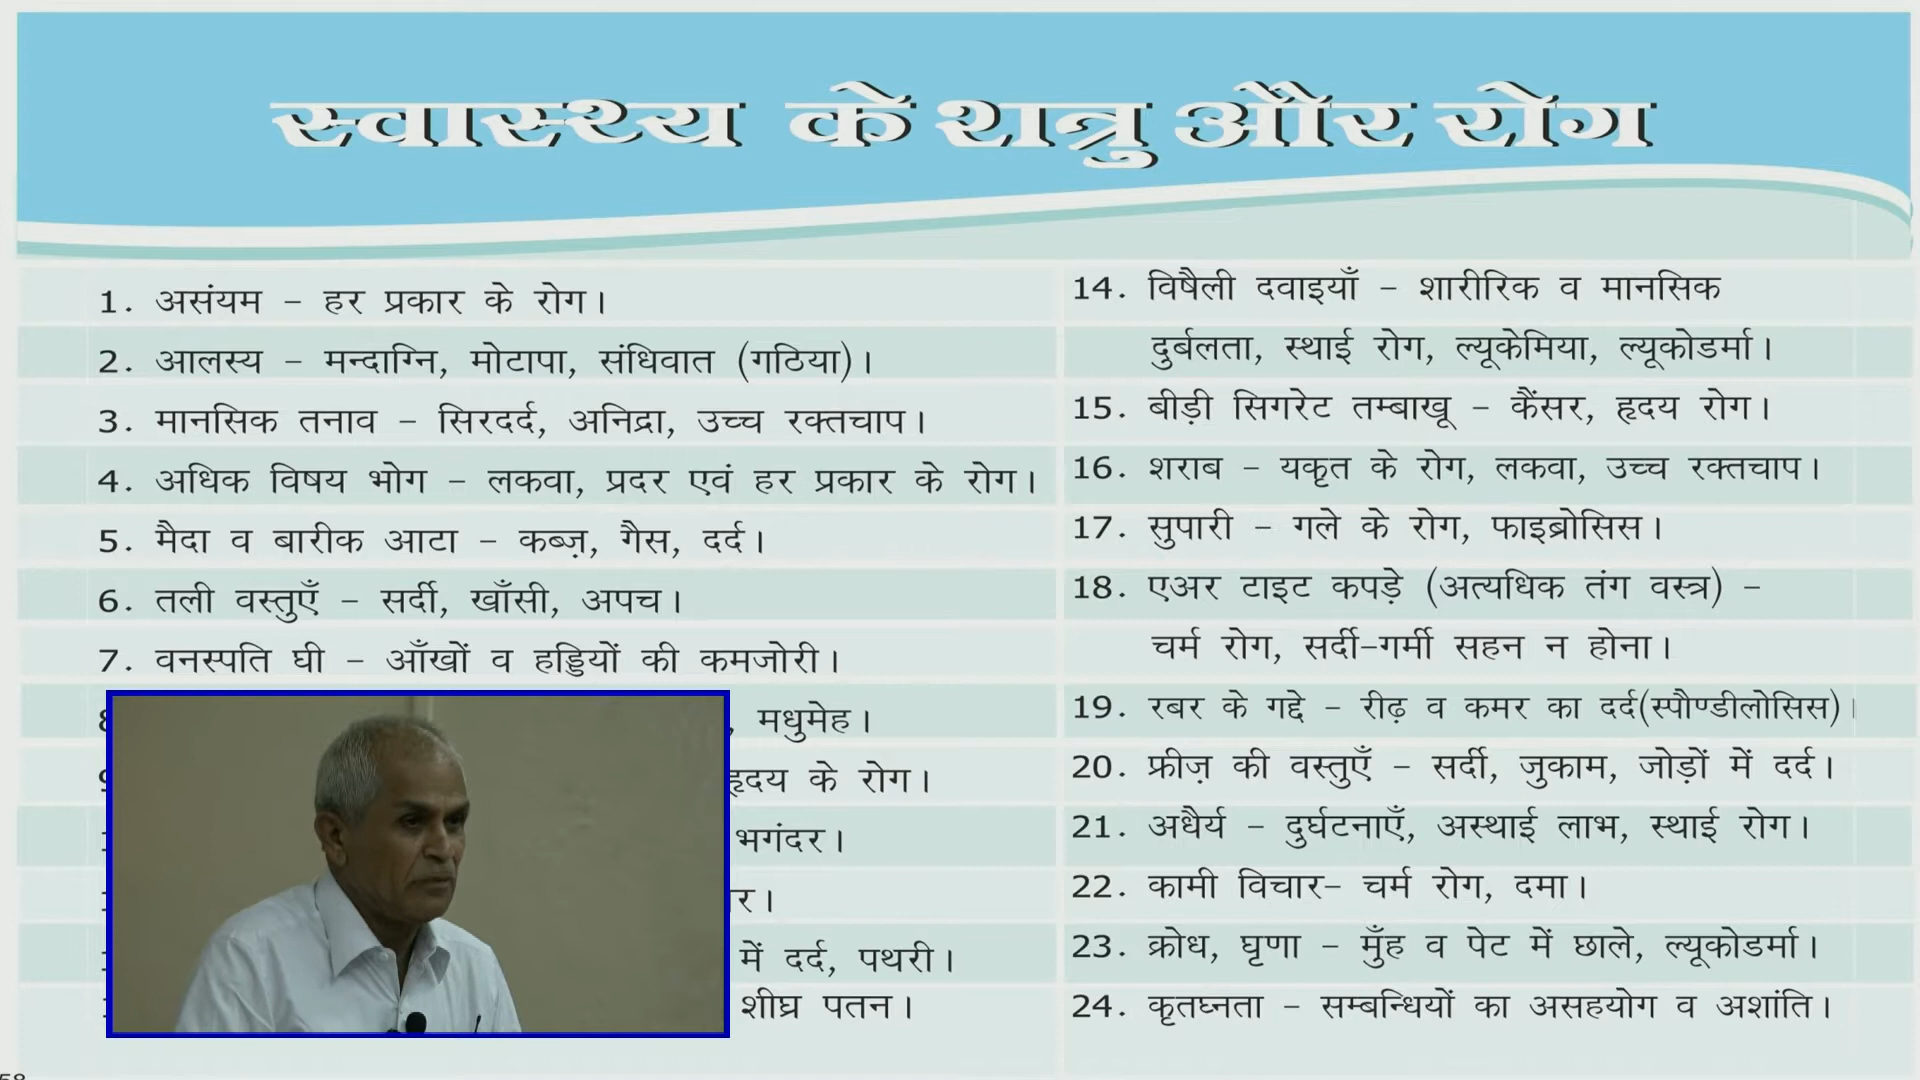 स्वास्थ्य के शत्रु और रोग
1. असंयम – हर प्रकार के रोग।
2. आलस्य – मन्दाग्नि, मोटापा, संधिवात (गठिया)।
3. मानसिक तनाव – सिरदर्द, अनिद्रा, उच्च रक्तचाप।
4. अधिक विषय भोग – लकवा, प्रदर एवं हर प्रकार के रोग।
5. मैदा व बारीक आटा – कब्ज़, गैस, दर्द।
6. तली वस्तुएँ – सर्दी, खाँसी, अपच।
7. वनस्पति घी – आँखों व हड्डियों की कमजोरी।
मधुमेह।
हृदय के रोग।
भगंदर।
में दर्द, पथरी।
शीघ्र पतन।
14. विषैली दवाइयाँ – शारीरिक व मानसिक
दुर्बलता, स्थाई रोग, ल्यूकेमिया, ल्यूकोडर्मा।
15. बीड़ी सिगरेट तम्बाखू – कैंसर, हृदय रोग।
16. शराब – यकृत के रोग, लकवा, उच्च रक्तचाप।
17. सुपारी – गले के रोग, फाइब्रोसिस।
18. एअर टाइट कपड़े (अत्यधिक तंग वस्त्र) –
चर्म रोग, सर्दी-गर्मी सहन न होना।
19. रबर के गद्दे – रीढ़ व कमर का दर्द(स्पौण्डीलोसिस)।
20. फ्रीज़ की वस्तुएँ – सर्दी, जुकाम, जोड़ों में दर्द।
21. अधैर्य – दुर्घटनाएँ, अस्थाई लाभ, स्थाई रोग।
22. कामी विचार– चर्म रोग, दमा।
23. क्रोध, घृणा – मुँह व पेट में छाले, ल्यूकोडर्मा।
24. कृतघ्नता – सम्बन्धियों का असहयोग व अशांति।